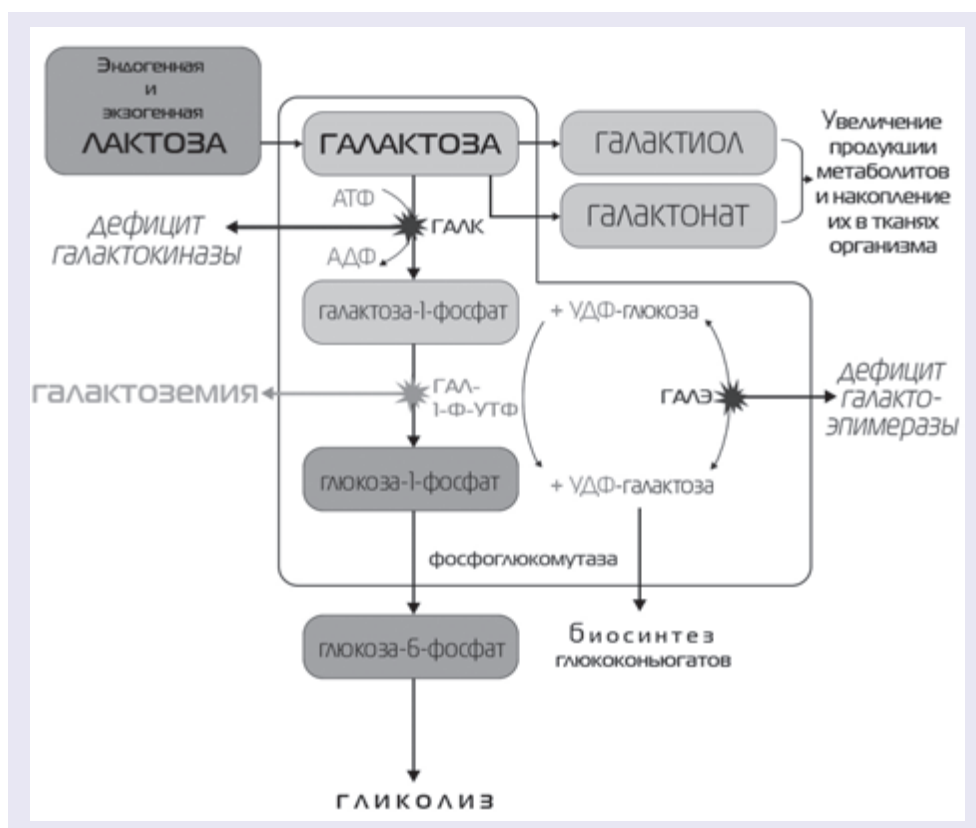 Эндогенная
и
экзогенная
ЛАКТОЗА
ГАЛАКТОЗА
ГАЛАКТИОЛ
ГАЛАКТОНАТ
Увеличение
продукции
метаболитов
и накопление
их в тканях
организма
АТФ
ГАЛК
АДФ
дефицит
галактокиназы
галактоза-1-фосфат
+ УДФ-глюкоза
галактоземия
ГАЛ-
1-Ф-УТФ
ГАЛЭ
дефицит
галакто-
эпимеразы
глюкоза-1-фосфат
+ УДФ-галактоза
фосфоглюкомутаза
глюкоза-6-фосфат
Биосинтез
глюкоконьюгатов
ГЛИКОЛИЗ